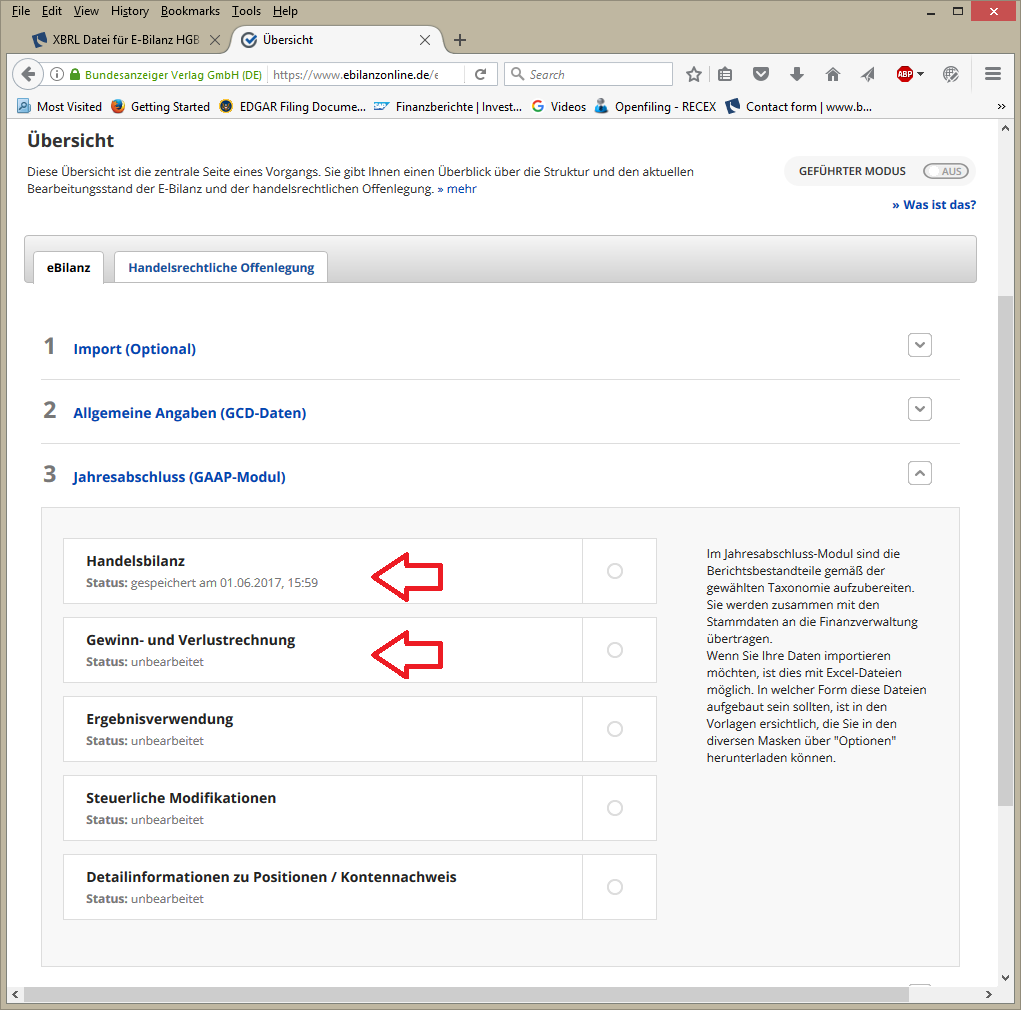 File Edit View History Bookmarks Tools Help
XBRL Datei für E-Bilanz HGB
Übersicht
Bundesanzeiger Verlag GmbH (DE)
https://www.ebilanzonline.de/e
Search
ABP
Most Visited
Getting Started
EDGAR Filing Docume...
Finanzberichte | Invest...
Videos
Openfiling - RECEX
Contact form | www.b...
»
Übersicht
Diese Übersicht ist die zentrale Seite eines Vorgangs. Sie gibt Ihnen einen Überblick über die Struktur und den aktuellen
Bearbeitungsstand der E-Bilanz und der handelsrechtlichen Offenlegung. » mehr
GEFÜHRTER MODUS AUS
» Was ist das?
eBilanz
Handelsrechtliche Offenlegung
1 Import (Optional)
2 Allgemeine Angaben (GCD-Daten)
3 Jahresabschluss (GAAP-Modul)
Handelsbilanz
Status: gespeichert am 01.06.2017, 15:59
Gewinn- und Verlustrechnung
Status: unbearbeitet
Ergebnisverwendung
Status: unbearbeitet
Steuerliche Modifikationen
Status: unbearbeitet
Detailinformationen zu Positionen / Kontennachweis
Status: unbearbeitet
Im Jahresabschluss-Modul sind die
Berichtsbestandteile gemäß der
gewählten Taxonomie aufzubereiten.
Sie werden zusammen mit den
Stammdaten an die Finanzverwaltung
übertragen.
Wenn Sie Ihre Daten importieren
möchten, ist dies mit Excel-Dateien
möglich. In welcher Form diese Dateien
aufgebaut sein sollten, ist in den
Vorlagen ersichtlich, die Sie in den
diversen Masken über "Optionen"
herunterladen können.